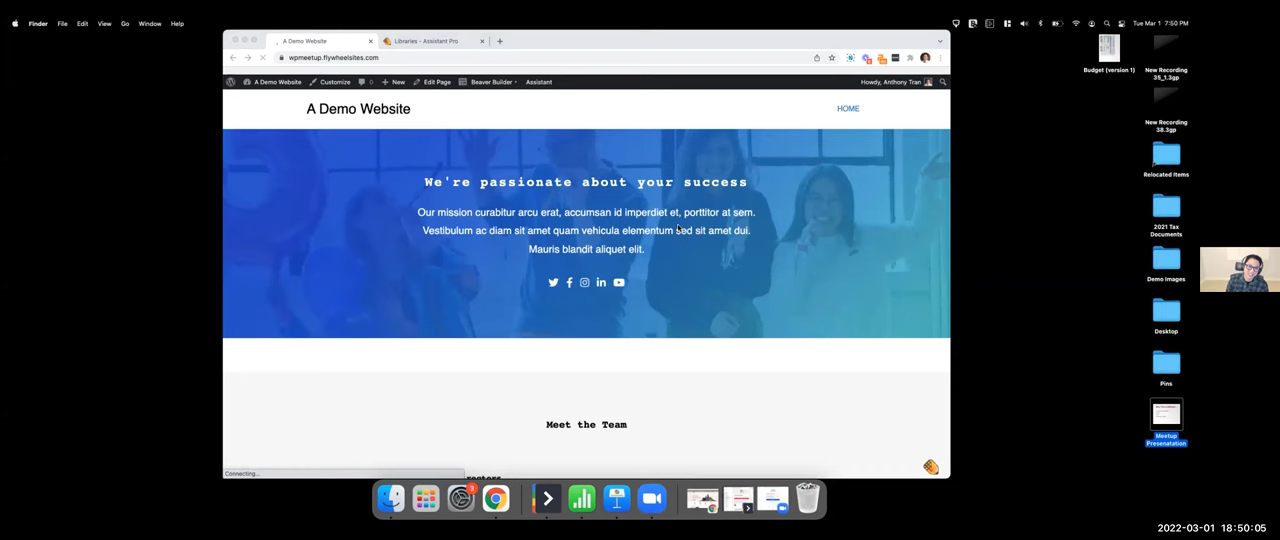 Finder File Edit View Go Window Help
Tue Mar 1 7:50 PM
A Demo Website
Libraries - Assistant Pro
wpmeetup.flywheelsites.com
A Demo Website Customize 0 New Edit Page Beaver Builder Assistant
Howdy, Anthony Tran
A Demo Website
HOME
We're passionate about your success
Our mission curabitur arcu erat, accumsan id imperdiet et, porttitor at sem.
Vestibulum ac diam sit amet quam vehicula elementum sed sit amet dui.
Mauris blandit aliquet elit.
Meet the Team
Connecting...
3
Budget (version 1)
New Recording
35_1.3gp
New Recording
38.3gp
Relocated Items
2021 Tax
Documents
Demo Images
Desktop
Pins
Meetup
Presenatation
2022-03-01 18:50:05